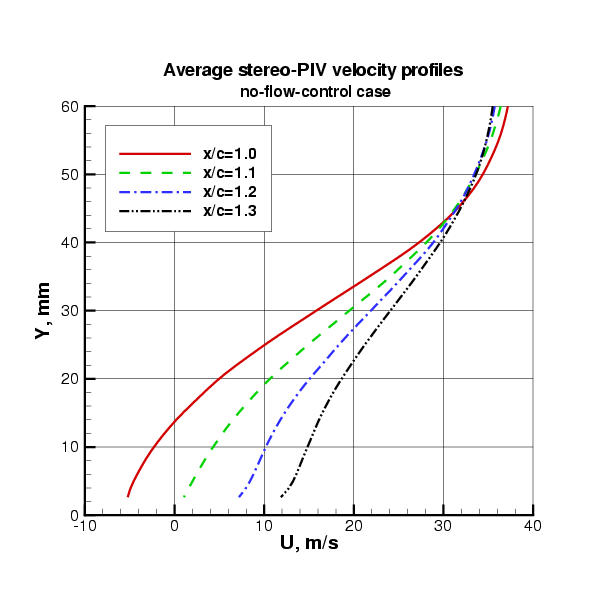 Average stereo-PIV velocity profiles
no-flow-control case
60
50
40
30
20
10
0
Y, mm
x/c=1.0
x/c=1.1
x/c=1.2
x/c=1.3
-10 0 10 20 30 40
U, m/s